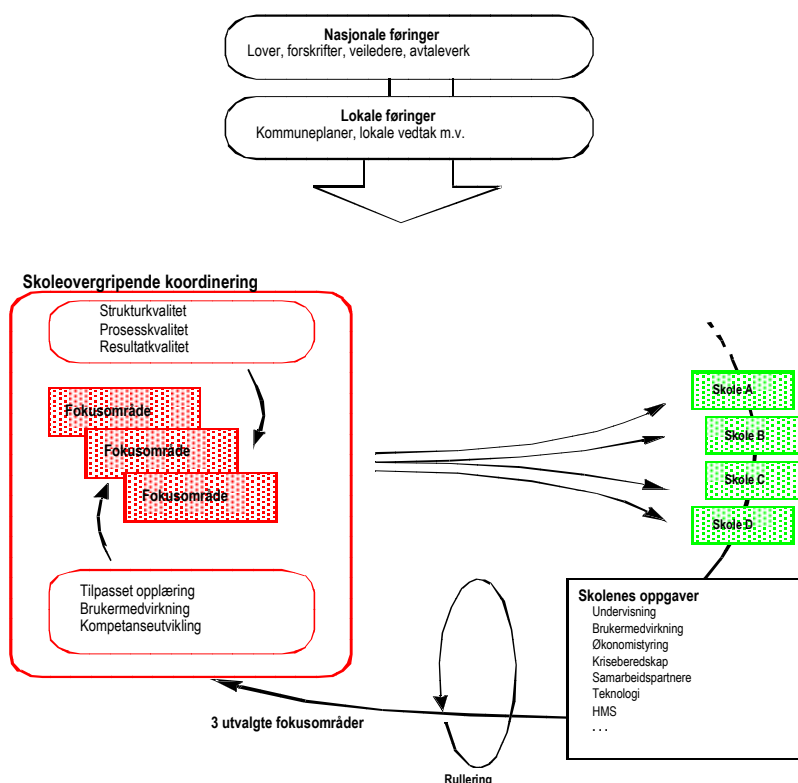 Nasjonale føringer
Lover, forskrifter, veiledere, avtaleverk
Lokale føringer
Kommuneplaner, lokale vedtak m.v.
Skoleovergripende koordinering
Strukturkvalitet
Prosesskvalitet
Resultatkvalitet
Fokusområde
Fokusområde
Fokusområde
Tilpasset opplæring
Brukermedvirkning
Kompetanseutvikling
Skole A
Skole B
Skole C
Skole D
Skolenes oppgaver
Undervisning
Brukermedvirkning
Økonomistyring
Kriseberedskap
Samarbeidspartnere
Teknologi
HMS
. . .
3 utvalgte fokusområder
Rullering